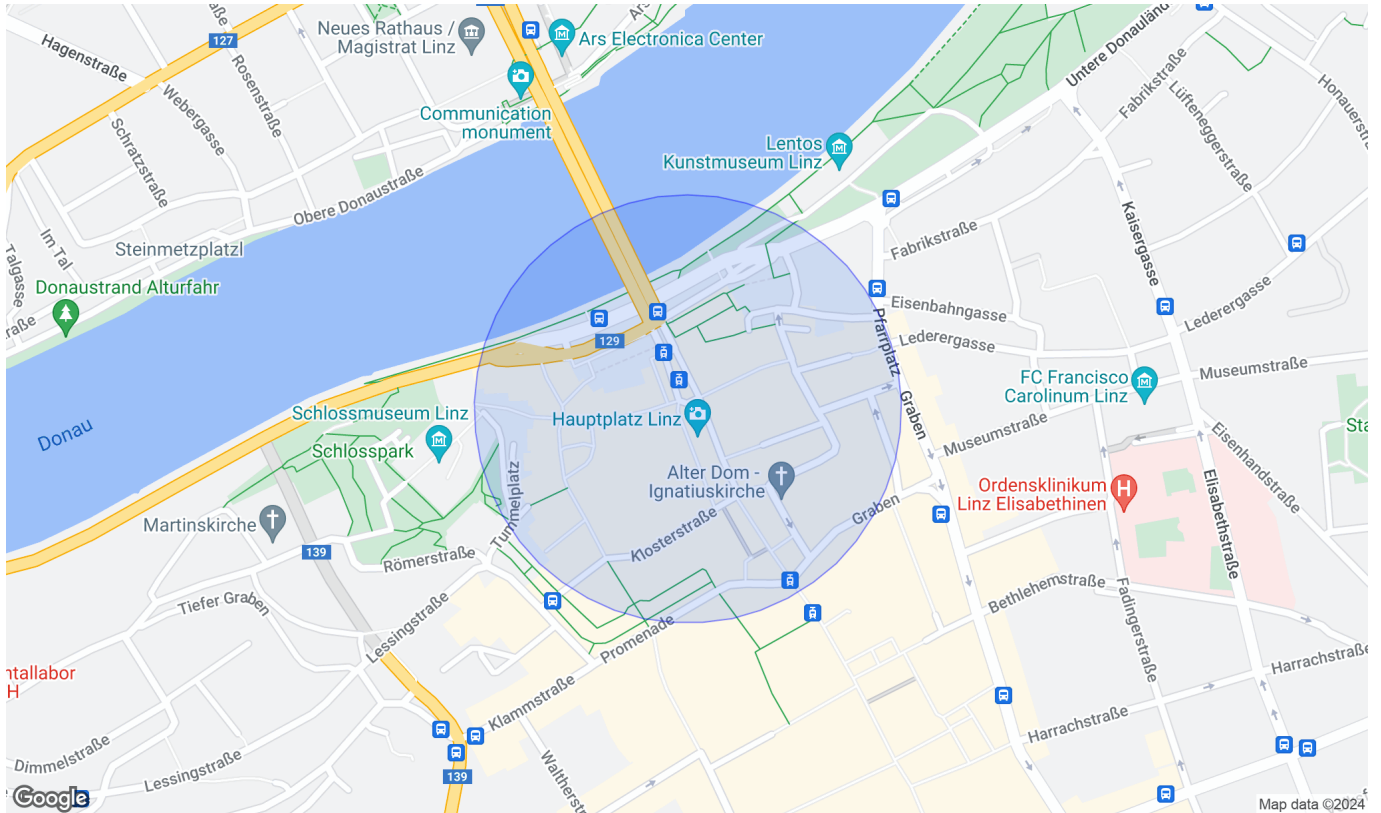 Neues Rathaus /
Magistrat Linz
Ars Electronica Center
127
Hagenstraße
Rosenstraße
Webergasse
Schratzstraße
Communication
monument
Untere Donaulände
Fabrikstraße
Lüfteneggerstraße
Lentos
Kunstmuseum Linz
Obere Donaustraße
Im Tal
Talgasse
Steinmetzplatzl
Kaisergasse
Fabrikstraße
Donaustrand Alturfahr
Eisenbahngasse
Lederergasse
Pfarrplatz
Lederergasse
129
Museumstraße
FC Francisco
Carolinum Linz
Schlossmuseum Linz
Hauptplatz Linz
Graben
Donau
Schlosspark
Museumstraße
Eisenhandstraße
Alter Dom -
Ignatiuskirche
Tummelplatz
Ordensklinikum
Linz Elisabethinen
Elisabethstraße
Martinskirche
Graben
Klosterstraße
139
Römerstraße
Bethlehemstraße
Tiefer Graben
Lessingstraße
Promenade
Fadingerstraße
ntallabor
H
Harrachstraße
Klammstraße
Harrachstraße
Dimmelstraße
Lessingstraße
139
Google
Map data ©2024